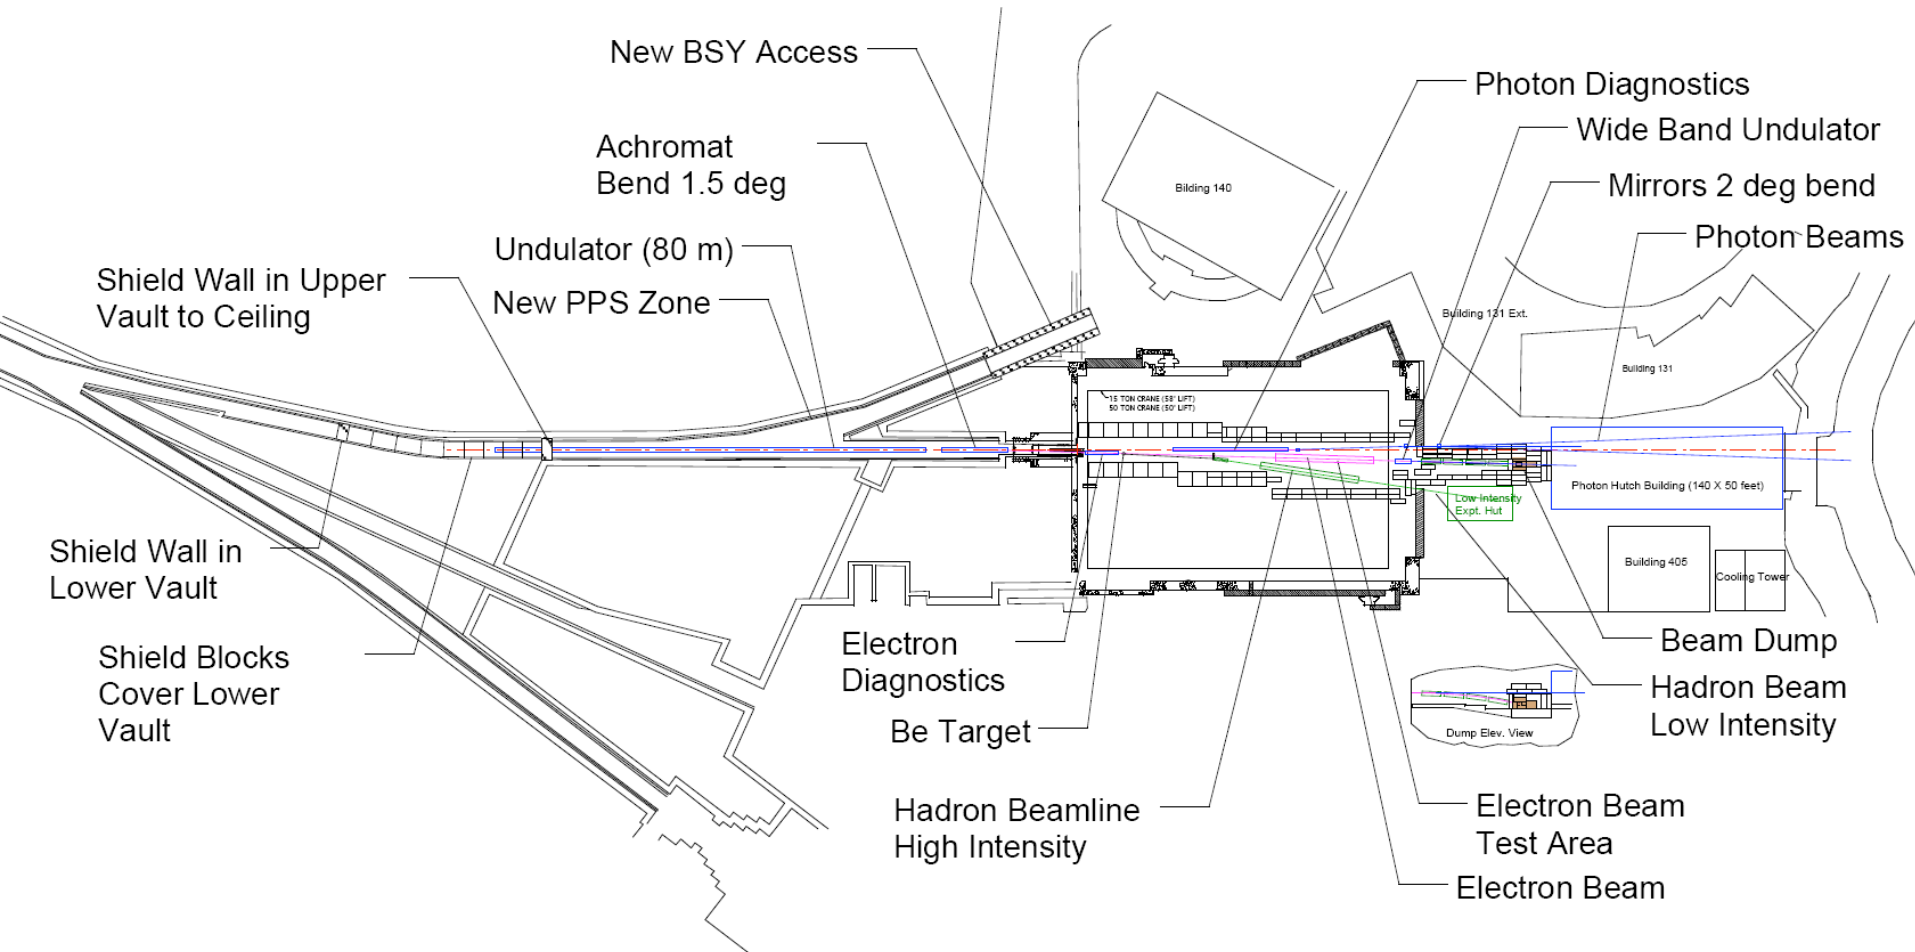 New BSY Access
Photon Diagnostics
Wide Band Undulator
Achromat
Bend 1.5 deg
Mirrors 2 deg bend
Bilding 140
Photon Beams
Undulator (80 m)
Shield Wall in Upper
Vault to Ceiling
New PPS Zone
Building 131 Ext.
Building 131
15 TON CRANE (58' LIFT)
50 TON CRANE (50' LIFT)
Photon Hutch Building (140 X 50 feet)
Low Intensity
Expt. Hut
Shield Wall in
Lower Vault
Building 405
Cooling Tower
Electron
Diagnostics
Beam Dump
Shield Blocks
Cover Lower
Vault
Hadron Beam
Low Intensity
Be Target
Dump Elev. View
Hadron Beamline
High Intensity
Electron Beam
Test Area
Electron Beam